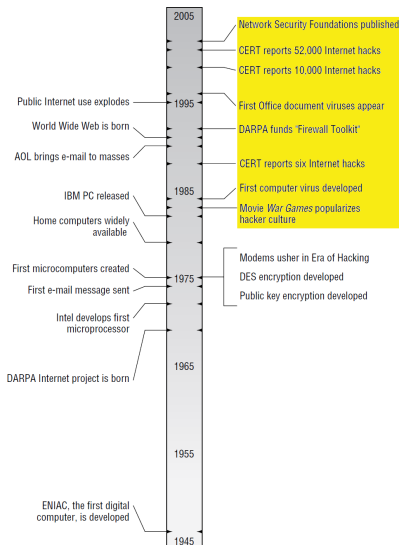 2005
Network Security Foundations published
CERT reports 52,000 Internet hacks
CERT reports 10,000 Internet hacks
Public Internet use explodes
1995
First Office document viruses appear
World Wide Web is born
DARPA funds "Firewall Toolkit"
AOL brings e-mail to masses
CERT reports six Internet hacks
IBM PC released
1985
First computer virus developed
Home computers widely
available
Movie War Games popularizes
hacker culture
First microcomputers created
1975
Modems usher in Era of Hacking
DES encryption developed
Public key encryption developed
First e-mail message sent
Intel develops first
microprocessor
1965
DARPA Internet project is born
1955
ENIAC, the first digital
computer, is developed
1945